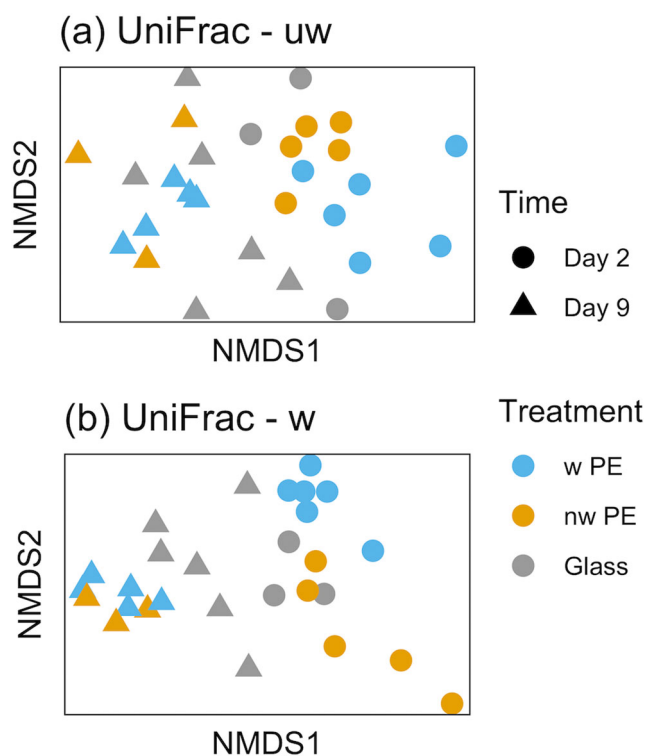 (a) UniFrac - uw
NMDS2
NMDS1
Time
Day 2
Day 9
(b) UniFrac - w
NMDS2
NMDS1
Treatment
w PE
nw PE
Glass